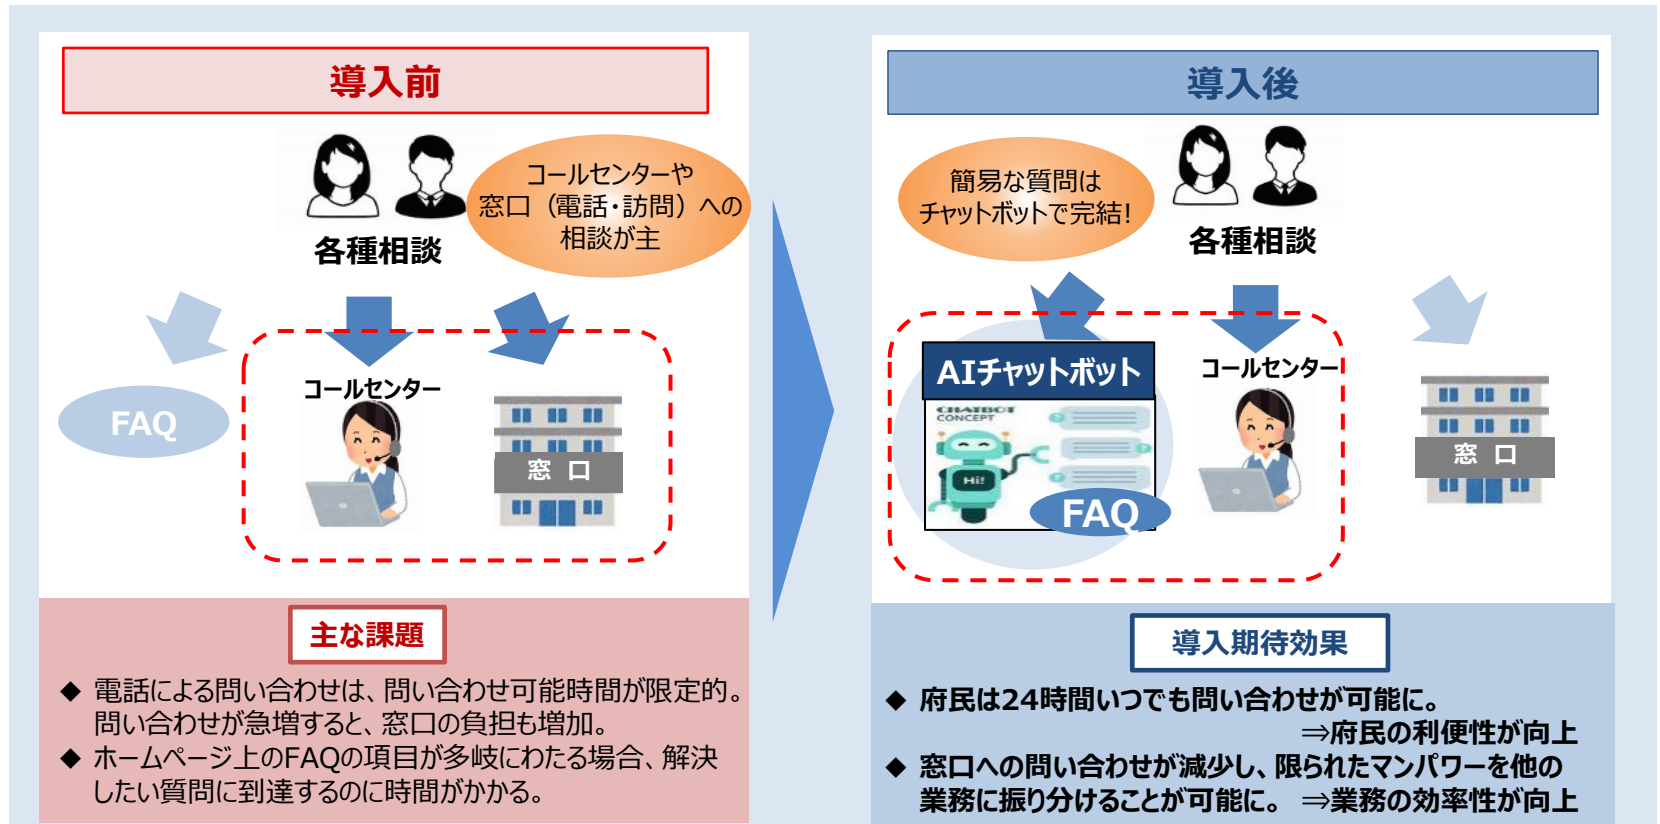 導入前
コールセンターや
窓口（電話・訪問）への
相談が主
各種相談
コールセンター
FAQ
窓 口
主な課題
◆ 電話による問い合わせは、問い合わせ可能時間が限定的。
問い合わせが急増すると、窓口の負担も増加。
◆ ホームページ上のFAQの項目が多岐にわたる場合、解決
したい質問に到達するのに時間がかかる。
導入後
簡易な質問は
チャットボットで完結！
各種相談
AIチャットボット
CHATBOT
CONCEPT
Hi!
FAQ
コールセンター
窓 口
導入期待効果
◆ 府民は24時間いつでも問い合わせが可能に。
⇒府民の利便性が向上
◆ 窓口への問い合わせが減少し、限られたマンパワーを他の
業務に振り分けることが可能に。 ⇒業務の効率性が向上